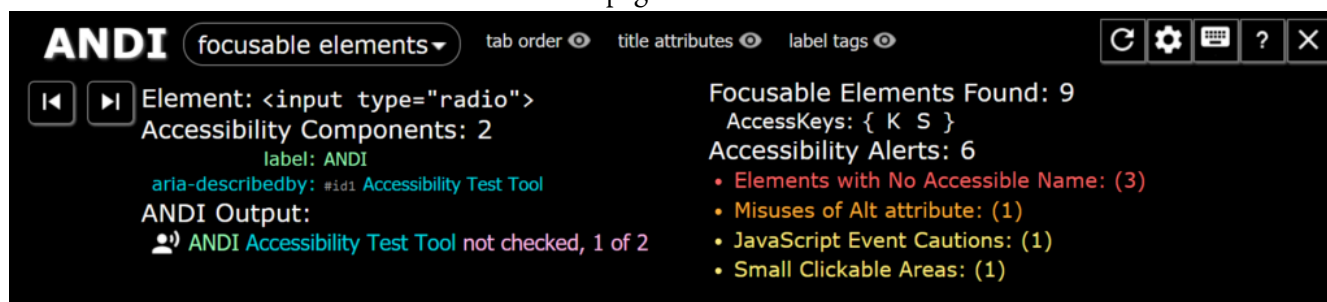 ANDI focusable elements tab order title attributes label tags ?
Element: <input type="radio">
Accessibility Components: 2
label: ANDI
aria-describedby: #id1 Accessibility Test Tool
ANDI Output:
ANDI Accessibility Test Tool not checked, 1 of 2
Focusable Elements Found: 9
AccessKeys: { K S }
Accessibility Alerts: 6
• Elements with No Accessible Name: (3)
• Misuses of Alt attribute: (1)
• JavaScript Event Cautions: (1)
• Small Clickable Areas: (1)